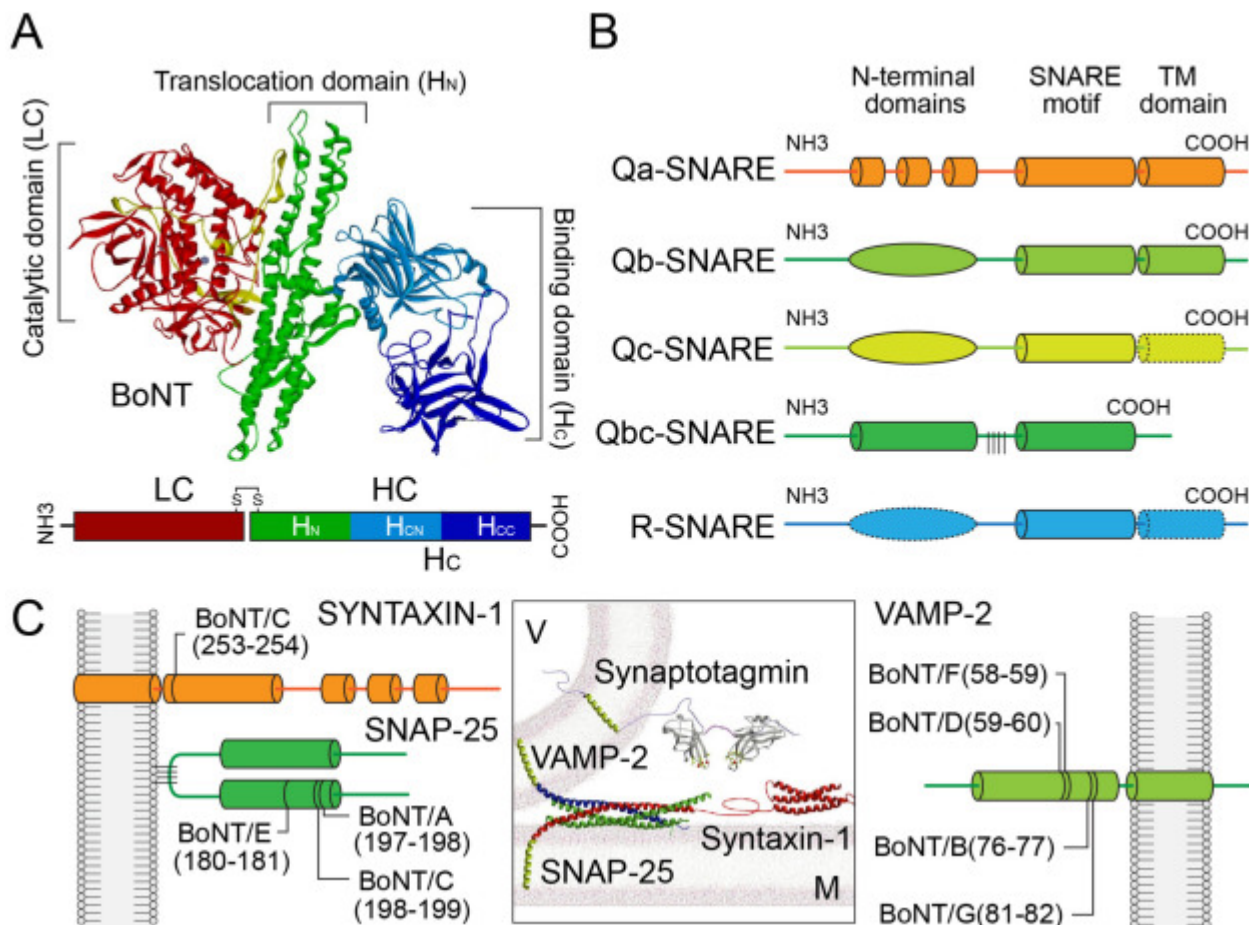 A
Translocation domain (HN)
Catalytic domain (LC)
Binding domain (HC)
BoNT
LC
HC
S
S
NH3
HN
HCN
HCC
COOH
HC
B
N-terminal
domains
SNARE
motif
TM
domain
NH3
COOH
Qa-SNARE
NH3
COOH
Qb-SNARE
NH3
COOH
Qc-SNARE
NH3
COOH
Qbc-SNARE
NH3
COOH
R-SNARE
C
BoNT/C
(253-254)
SYNTAXIN-1
SNAP-25
BoNT/E
(180-181)
BoNT/A
(197-198)
BoNT/C
(198-199)
V
Synaptotagmin
VAMP-2
Syntaxin-1
SNAP-25
M
VAMP-2
BoNT/F(58-59)
BoNT/D(59-60)
BoNT/B(76-77)
BoNT/G(81-82)